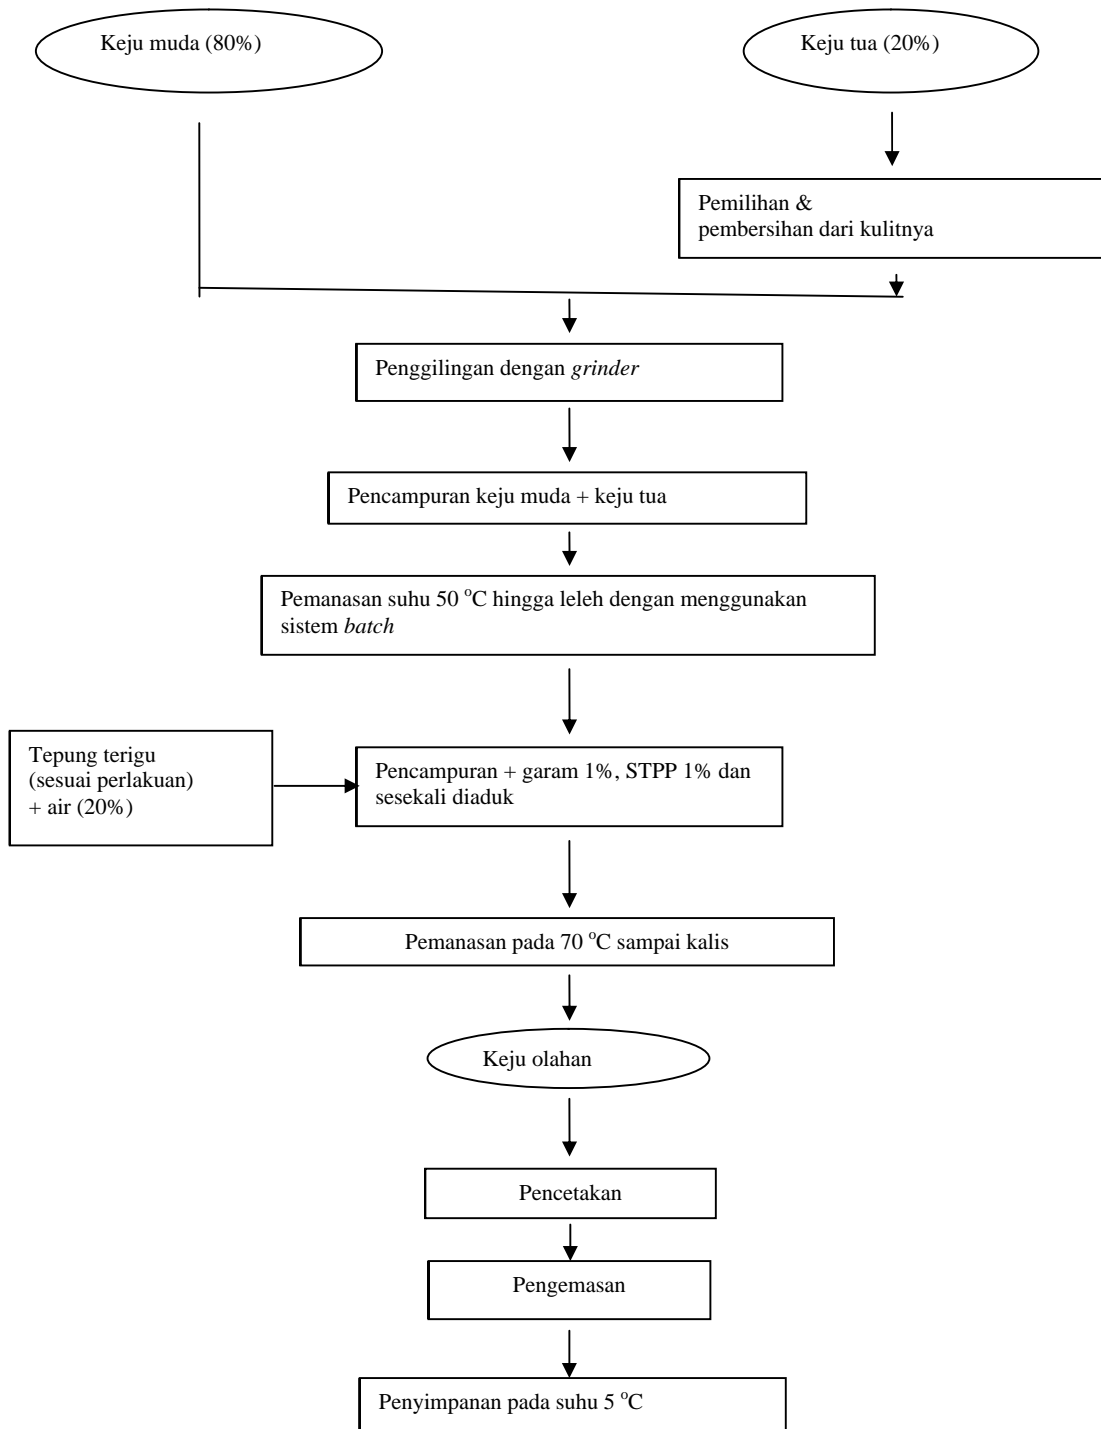 Keju muda (80%)
Keju tua (20%)
Pemilihan &
pembersihan dari kulitnya
Penggilingan dengan grinder
Pencampuran keju muda + keju tua
Pemanasan suhu 50 °C hingga leleh dengan menggunakan
sistem batch
Tepung terigu
(sesuai perlakuan)
+ air (20%)
Pencampuran + garam 1%, STPP 1% dan
sesekali diaduk
Pemanasan pada 70 °C sampai kalis
Keju olahan
Pencetakan
Pengemasan
Penyimpanan pada suhu 5 °C